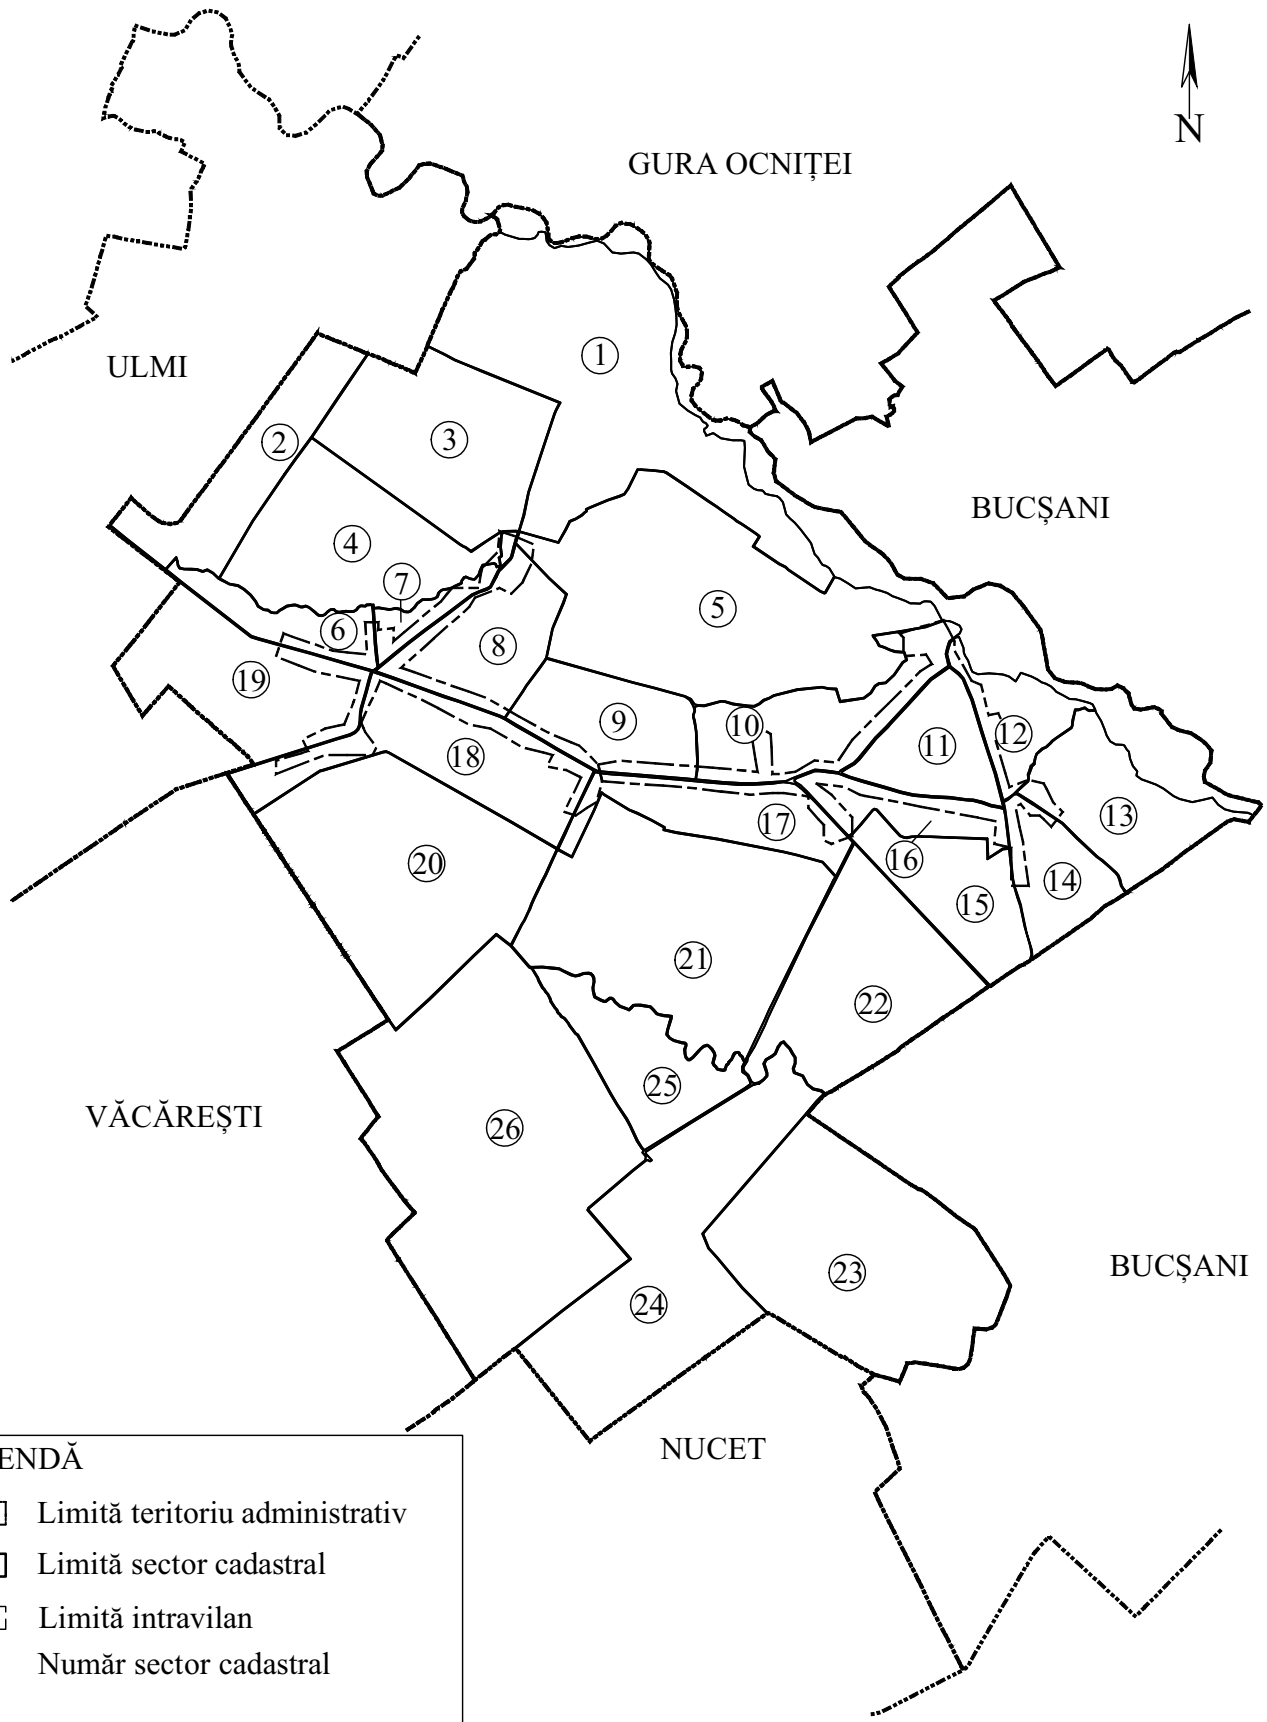 N
GURA OCNIȚEI
1
ULMI
2
3
BUCȘANI
4
7
5
6
8
19
9
10
11
12
18
17
13
16
20
14
15
21
22
25
VĂCĂREȘTI
26
BUCȘANI
23
24
NUCET
ENDĂ
Limită teritoriu administrativ
Limită sector cadastral
Limită intravilan
Număr sector cadastral